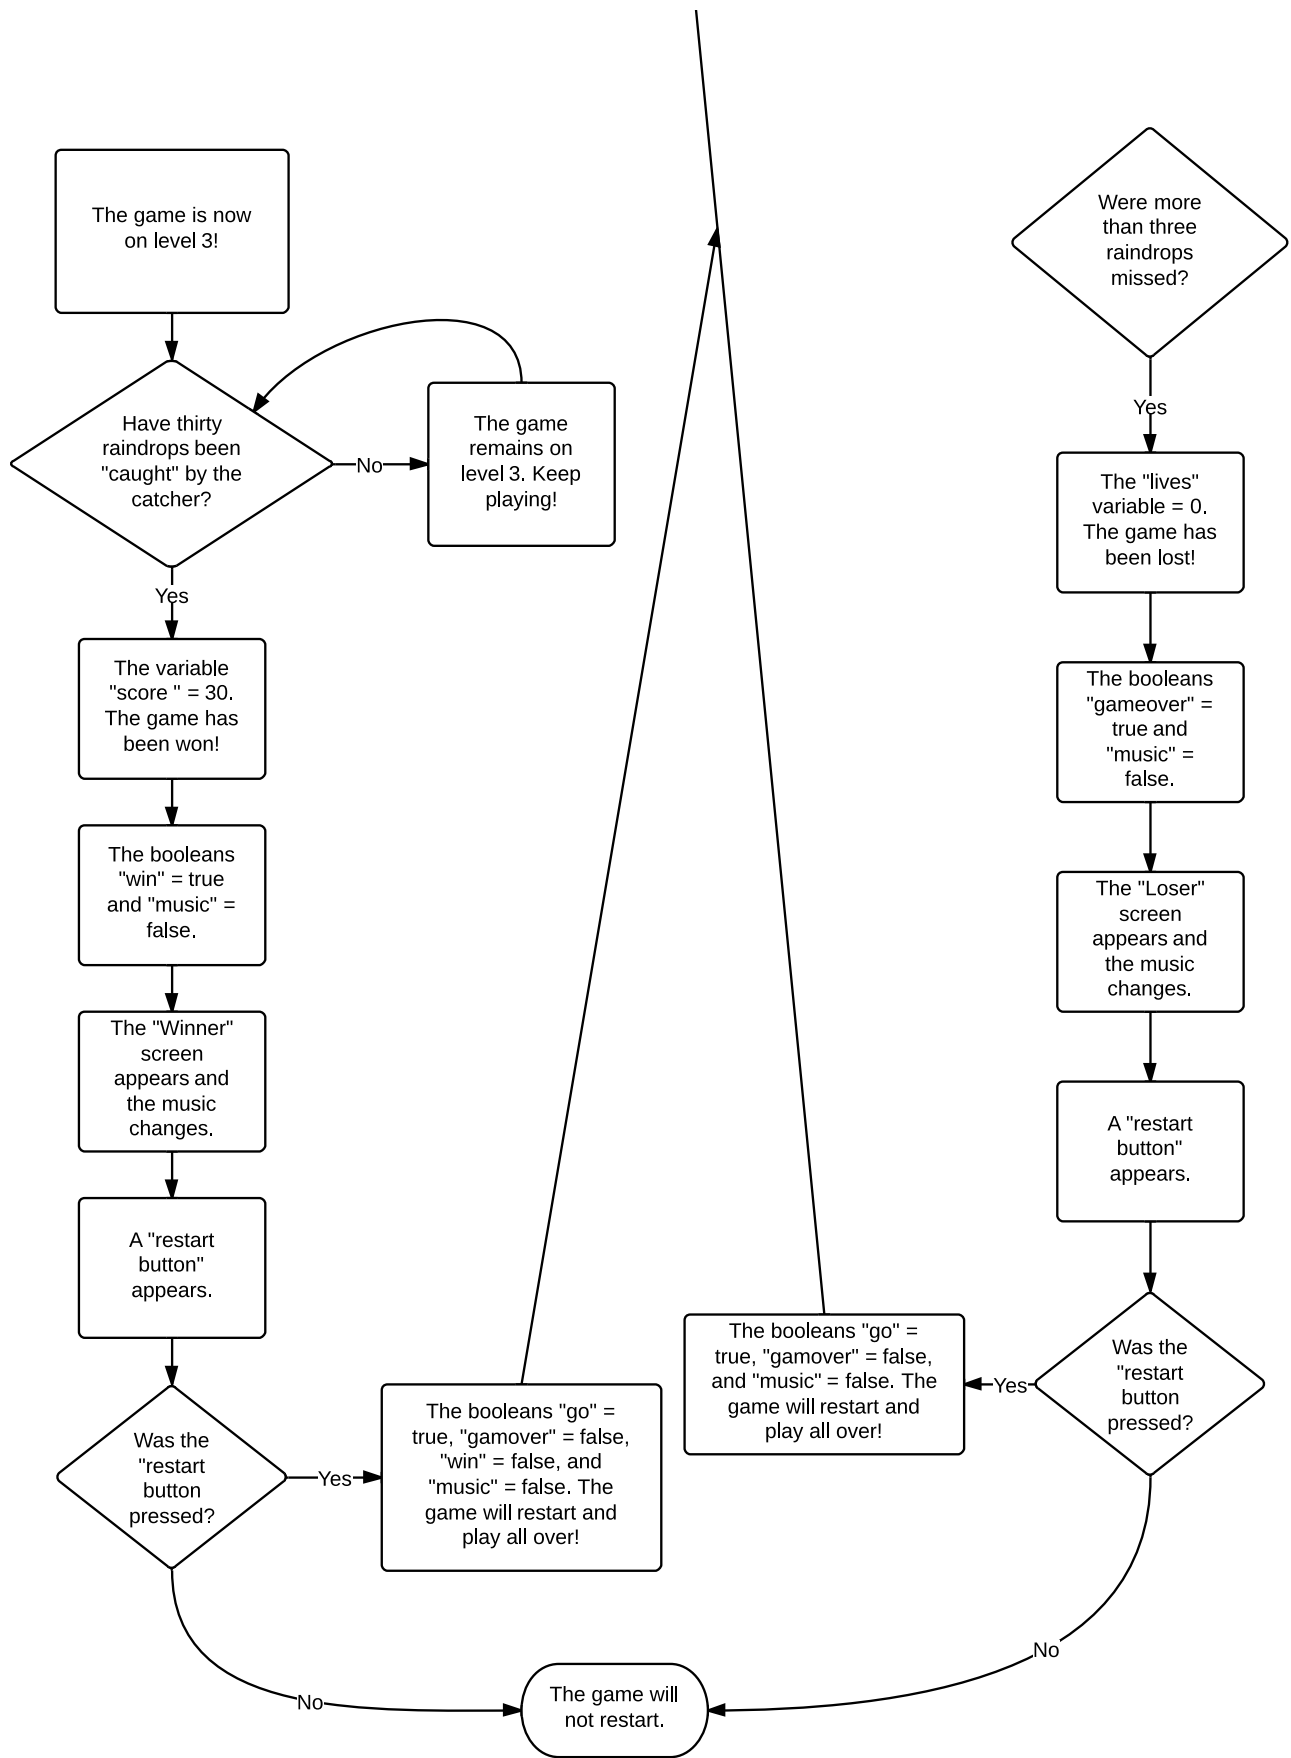 The game is now
on level 3!
Have thirty
raindrops been
"caught" by the
catcher?
No
The game
remains on
level 3. Keep
playing!
Yes
The variable
"score " = 30.
The game has
been won!
The booleans
"win" = true
and "music" =
false.
The "Winner"
screen
appears and
the music
changes.
A "restart
button"
appears.
Was the
"restart
button
pressed?
Yes
The booleans "go" =
true, "gamover" = false,
"win" = false, and
"music" = false. The
game will restart and
play all over!
No
Were more
than three
raindrops
missed?
Yes
The "lives"
variable = 0.
The game has
been lost!
The booleans
"gameover" =
true and
"music" =
false.
The "Loser"
screen
appears and
the music
changes.
A "restart
button"
appears.
Was the
"restart
button
pressed?
Yes
The booleans "go" =
true, "gamover" = false,
and "music" = false. The
game will restart and
play all over!
No
The game will
not restart.